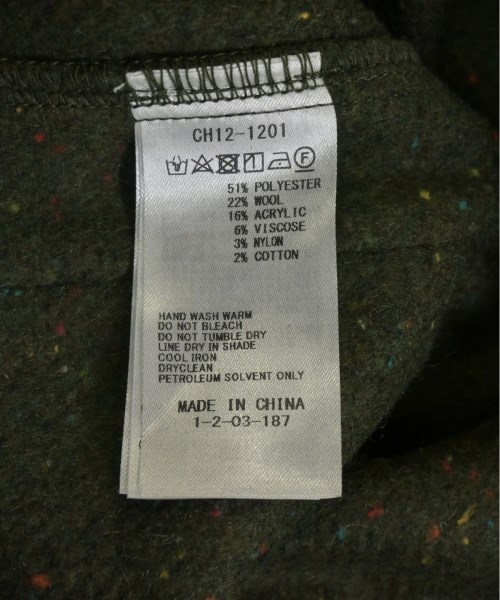 CH12-1201
F
51% POLYESTER
22% WOOL
16% ACRYLIC
6% VISCOSE
3% NYLON
2% COTTON
HAND WASH WARM
DO NOT BLEACH
DO NOT TUMBLE DRY
LINE DRY IN SHADE
COOL IRON
DRYCLEAN
PETROLEUM SOLVENT ONLY
MADE IN CHINA
1-2-03-187